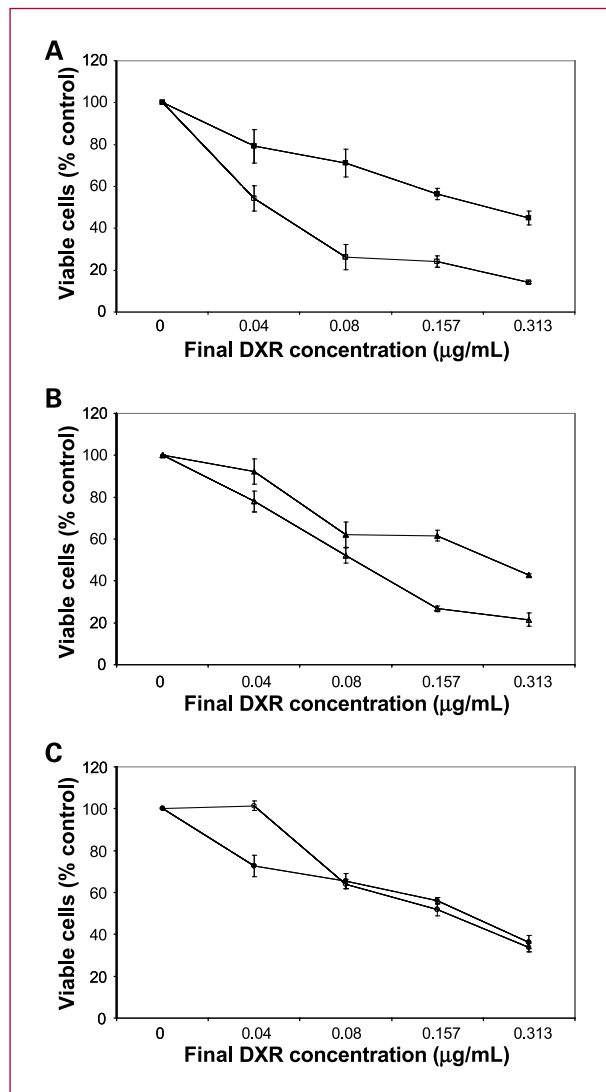 A
Viable cells (% control)
120
100
80
60
40
20
0
0 0.04 0.08 0.157 0.313
Final DXR concentration (μg/mL)
B
Viable cells (% control)
120
100
80
60
40
20
0
0 0.04 0.08 0.157 0.313
Final DXR concentration (μg/mL)
C
Viable cells (% control)
120
100
80
60
40
20
0
0 0.04 0.08 0.157 0.313
Final DXR concentration (μg/mL)